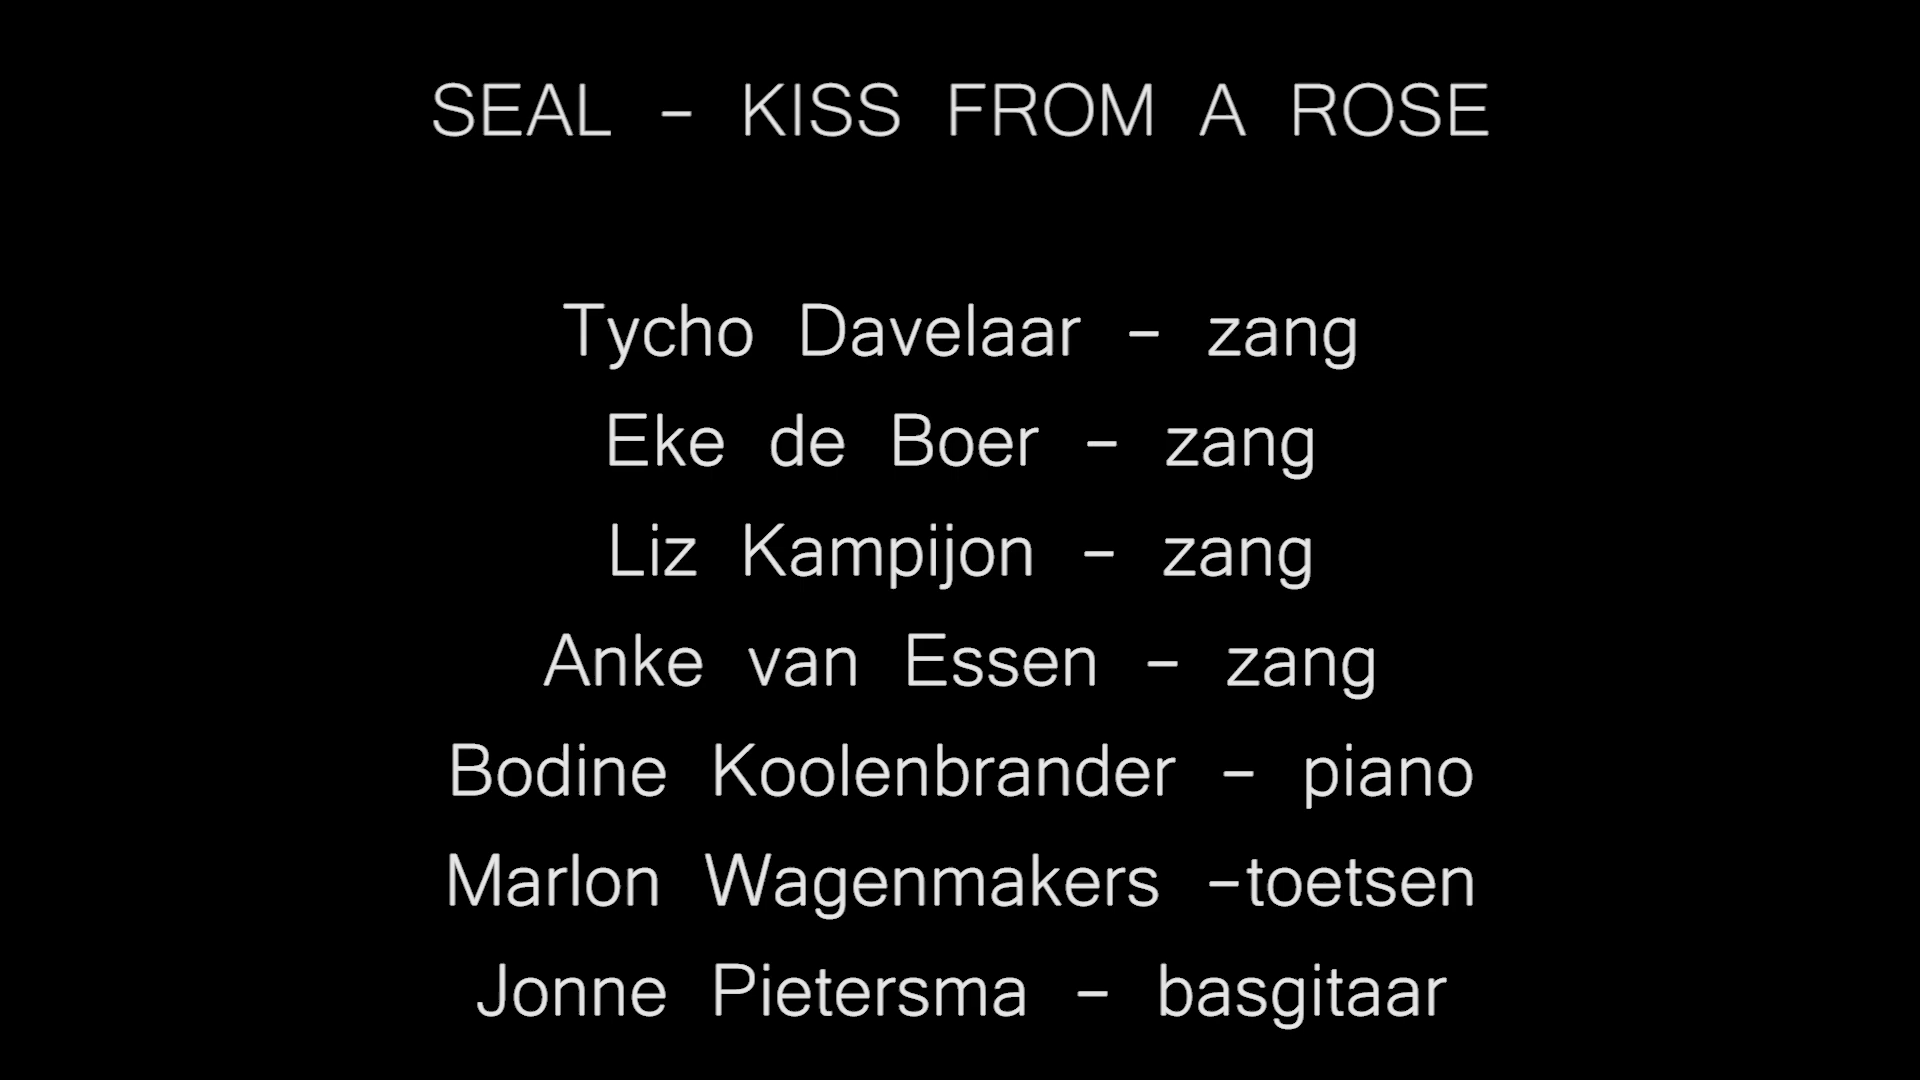 SEAL - KISS FROM A ROSE
Tycho Davelaar - zang
Eke de Boer - zang
Liz Kampijon - zang
Anke van Essen - zang
Bodine Koolenbrander - piano
Marlon Wagenmakers -toetsen
Jonne Pietersma - basgitaar